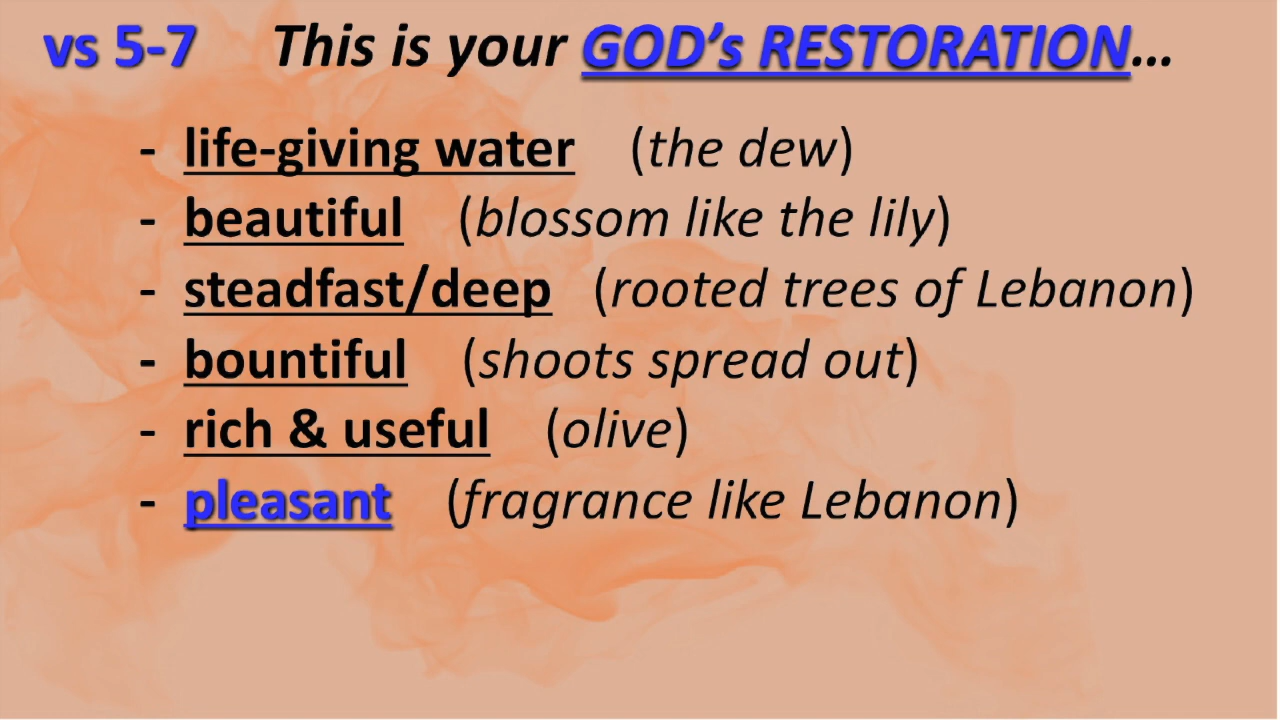 vs 5-7 This is your GOD’s RESTORATION…
- life-giving water (the dew)
- beautiful (blossom like the lily)
- steadfast/deep (rooted trees of Lebanon)
- bountiful (shoots spread out)
- rich & useful (olive)
- pleasant (fragrance like Lebanon)